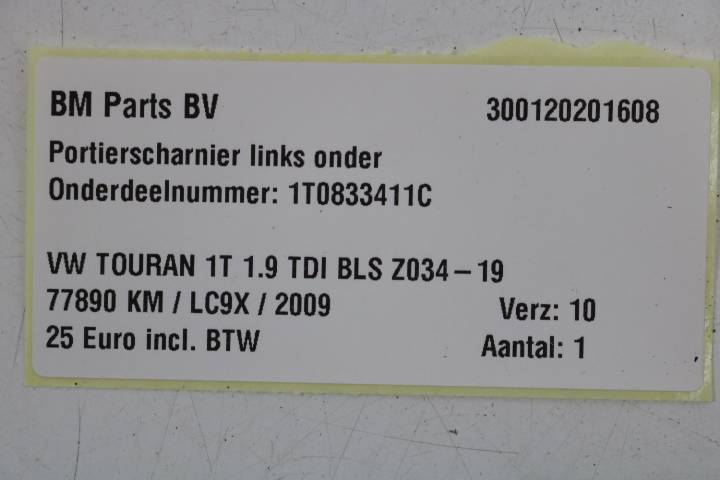 BM Parts BV 300120201608
Portierscharnier links onder
Onderdeelnummer: 1T0833411C
VW TOURAN 1T 1.9 TDI BLS Z034-19
77890 KM / LC9X / 2009 Verz: 10
25 Euro incl. BTW Aantal: 1